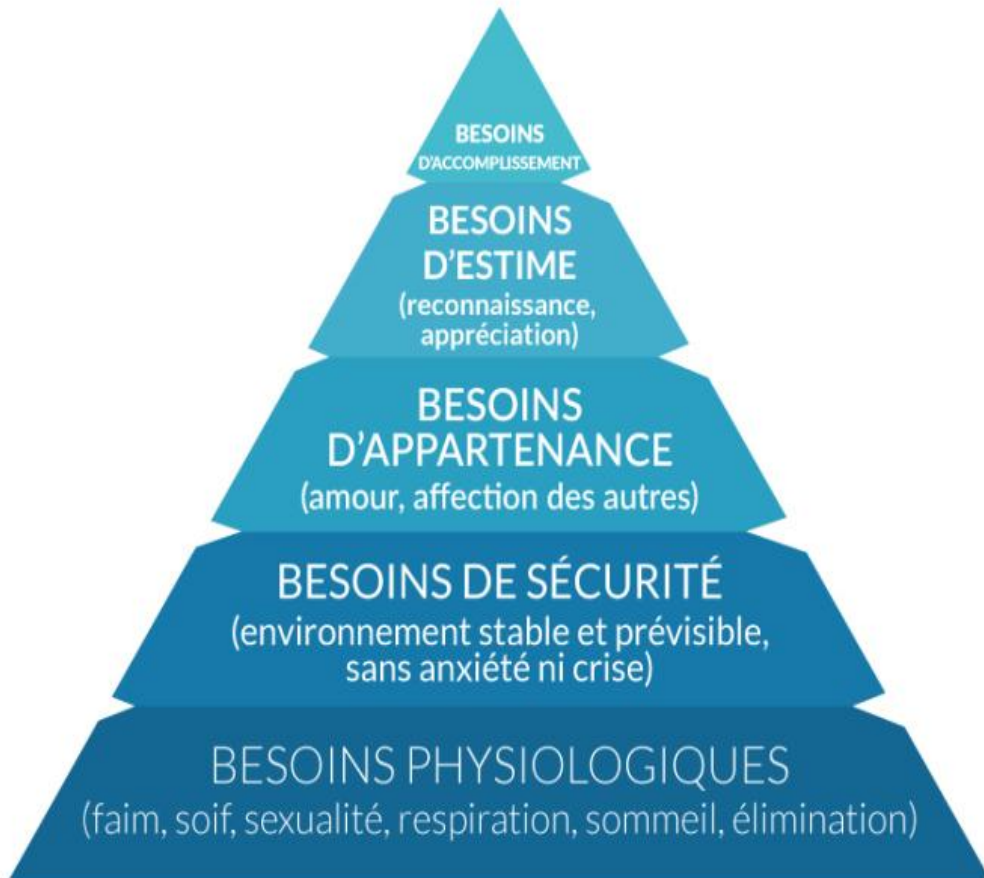 BESOINS
D'ACCOMPLISSEMENT
BESOINS
D'ESTIME
(reconnaissance,
appréciation)
BESOINS
D'APPARTENANCE
(amour, affection des autres)
BESOINS DE SÉCURITÉ
(environnement stable et prévisible,
sans anxiété ni crise)
BESOINS PHYSIOLOGIQUES
(faim, soif, sexualité, respiration, sommeil, élimination)